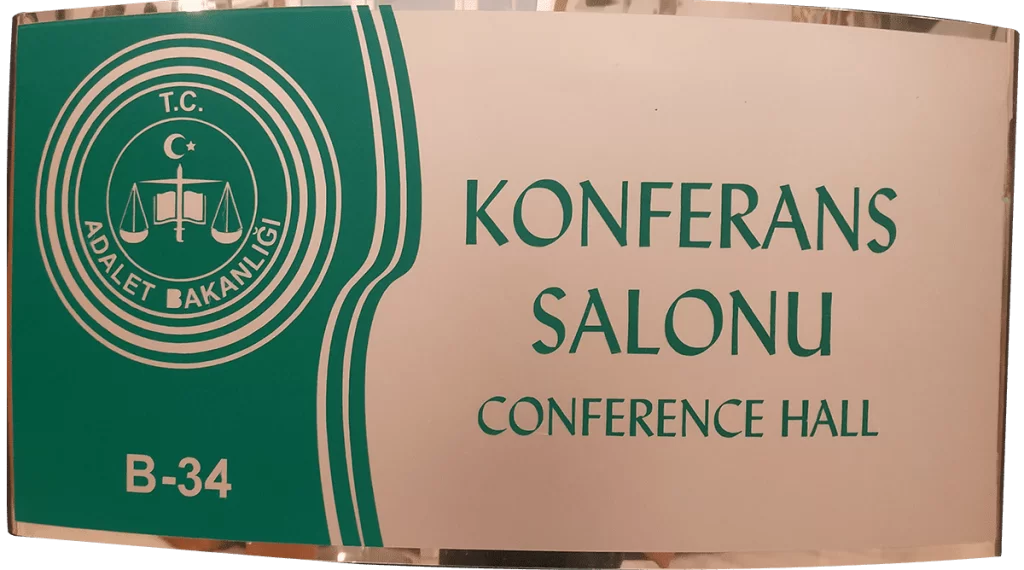 T.C.
ADALET BAKANLIĞI
B-34
KONFERANS
SALONU
CONFERENCE HALL